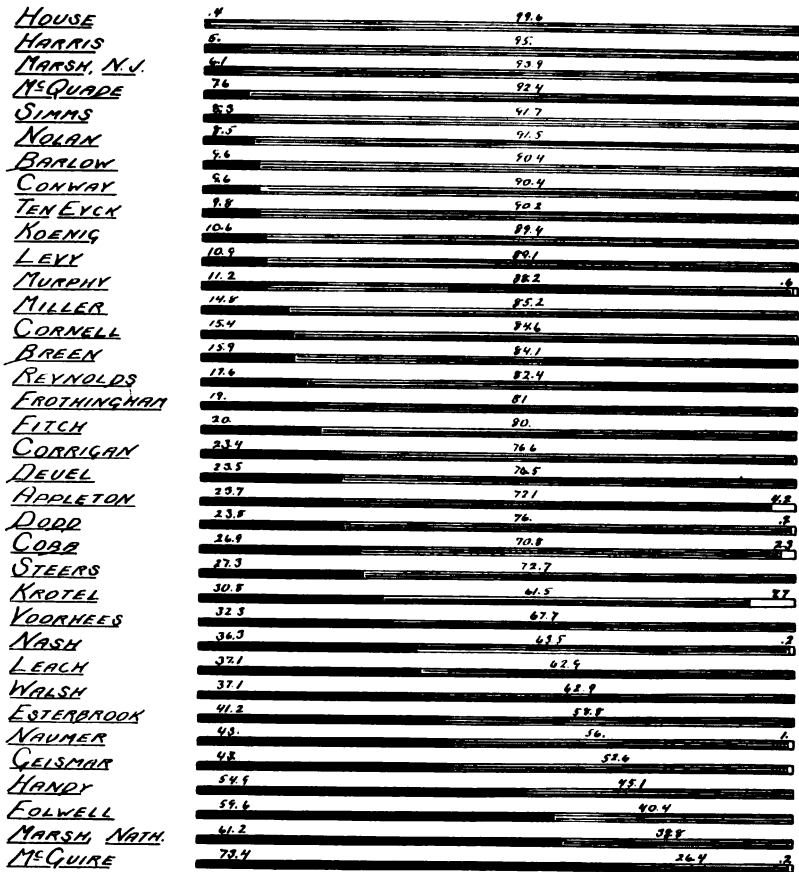 HOUSE .4 99.6
HARRIS 5. 95.
MARSH, N.J. 6.1 93.9
McQUADE 7.6 92.4
SIMMS 8.3 91.7
NOLAN 8.5 91.5
BARLOW 9.6 90.4
CONWAY 9.6 90.4
TEN EYCK 9.8 90.2
KOENIG 10.6 89.4
LEVY 10.9 89.1
MURPHY 11.2 88.2 .6
MILLER 14.8 85.2
CORNELL 15.4 84.6
BREEN 15.9 84.1
REYNOLDS 17.6 82.4
FROTHINGHAM 19. 81
FITCH 20. 80.
CORRIGAN 23.4 76.6
DEUEL 23.5 76.5
APPLETON 23.7 72.1 4.2
DODD 23.8 76. .2
COBB 26.9 70.8 2.3
STEERS 27.3 72.7
KROTEL 30.8 61.5 8.7
VOORHEES 32.3 67.7
NASH 36.3 63.5 .2
LEACH 37.1 62.9
WALSH 37.1 62.9
ESTERBROOK 41.2 58.8
NAUMER 43. 56. 1.
GEISMAR 43. 52.6
HANDY 54.9 45.1
FOLWELL 59.6 40.4
MARSH, NATH. 61.2 38.8
McGUIRE 73.4 26.4 .2